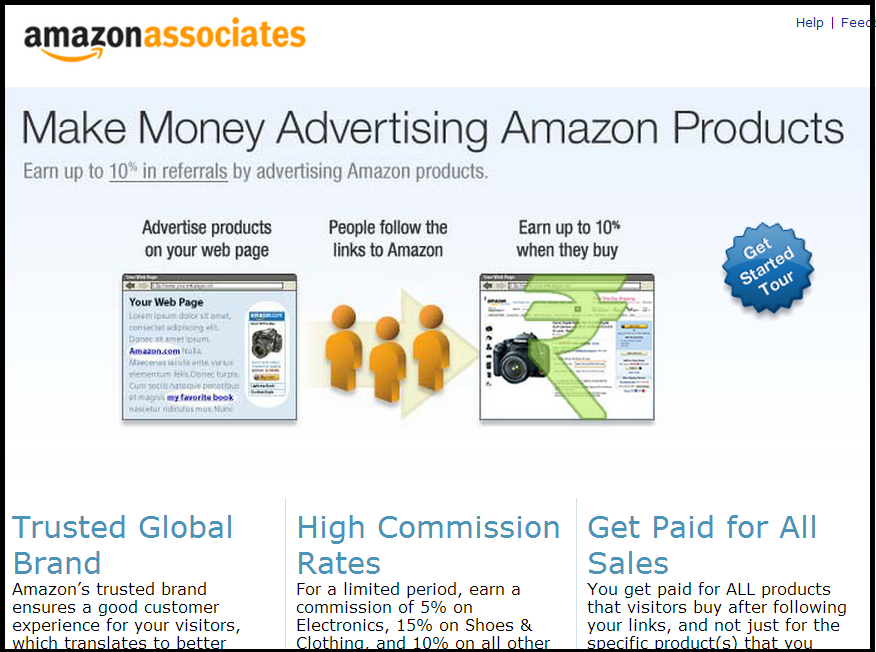 amazonassociates
Help | Feed
Make Money Advertising Amazon Products
Earn up to 10% in referrals by advertising Amazon products.
Advertise products
on your web page
People follow the
links to Amazon
Earn up to 10%
when they buy
Get
Started
Tour
Your Web Page
Your Web Page
Lorem ipsum dolor sit amet,
consectet adipiscing elit.
Donec sit amet ipsum.
Amazon.com Nulla.
Maecenas iaculis ante, varius
elementum felis.Donec turpis.
Cum sociis natoque penatibus
et magnis my favorite book
nascetur ridiculus mus.Nunc
Your Web Page
₹
Trusted Global
Brand
Amazon’s trusted brand
ensures a good customer
experience for your visitors,
which translates to better
High Commission
Rates
For a limited period, earn a
commission of 5% on
Electronics, 15% on Shoes &
Clothing, and 10% on all other
Get Paid for All
Sales
You get paid for ALL products
that visitors buy after following
your links, and not just for the
specific product(s) that you